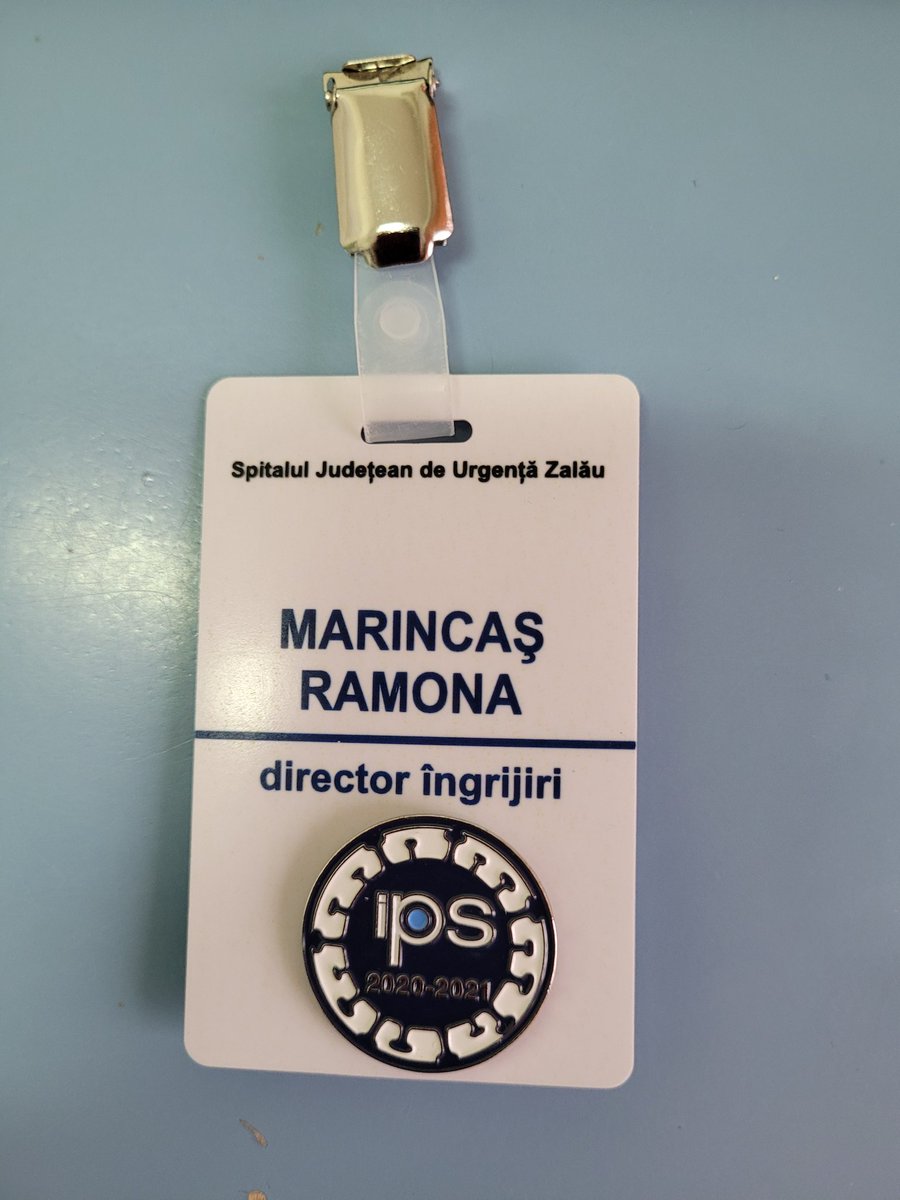 Spitalul Județean de Urgență Zalău
MARINCAŞ
RAMONA
director îngrijiri
ips
2020-2021